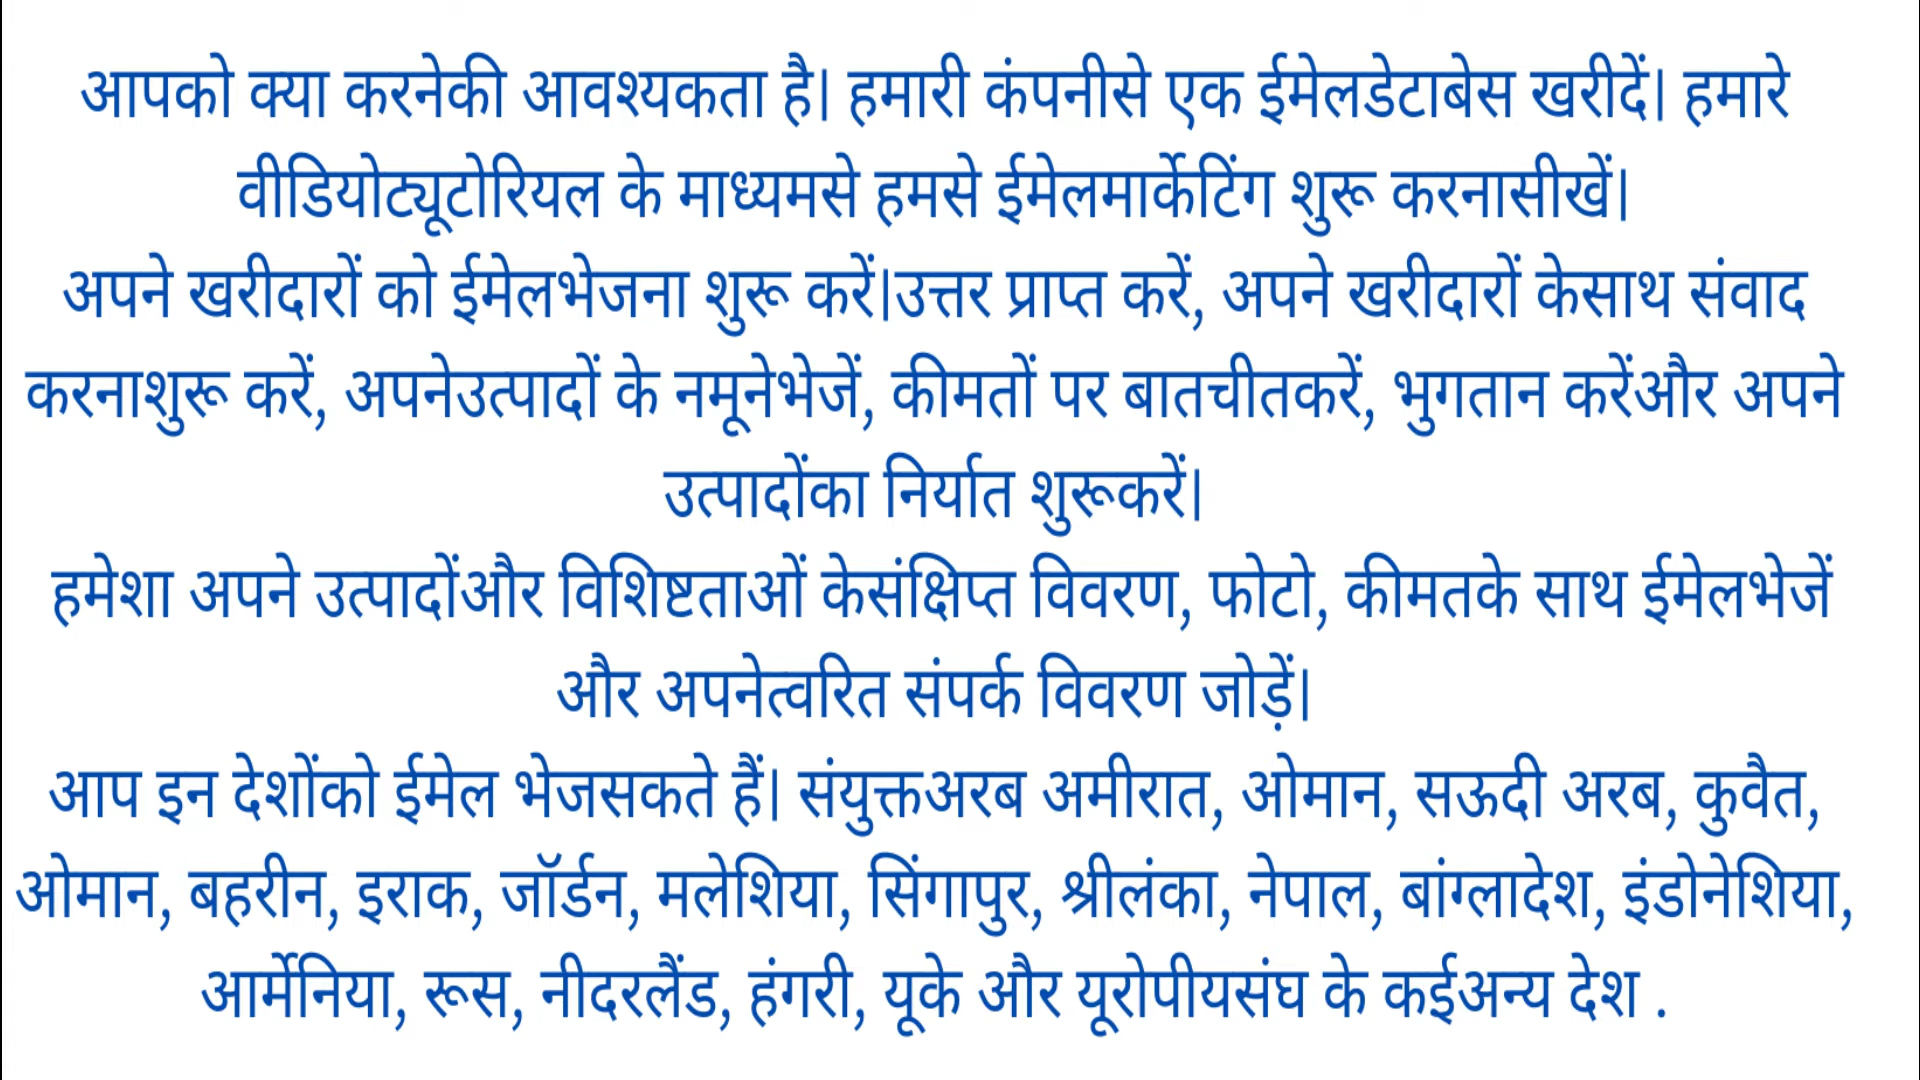 आपको क्या करनेकी आवश्यकता है। हमारी कंपनीसे एक ईमेलडेटाबेस खरीदें। हमारे
वीडियोट्यूटोरियल के माध्यमसे हमसे ईमेलमार्केटिंग शुरू करनासीखें।
अपने खरीदारों को ईमेलभेजना शुरू करें।उत्तर प्राप्त करें, अपने खरीदारों केसाथ संवाद
करनाशुरू करें, अपनेउत्पादों के नमूनेभेजें, कीमतों पर बातचीतकरें, भुगतान करेंऔर अपने
उत्पादोंका निर्यात शुरूकरें।
हमेशा अपने उत्पादोंऔर विशिष्टताओं केसंक्षिप्त विवरण, फोटो, कीमतके साथ ईमेलभेजें
और अपनेत्वरित संपर्क विवरण जोड़ें।
आप इन देशोंको ईमेल भेजसकते हैं। संयुक्तअरब अमीरात, ओमान, सऊदी अरब, कुवैत,
ओमान, बहरीन, इराक, जॉर्डन, मलेशिया, सिंगापुर, श्रीलंका, नेपाल, बांग्लादेश, इंडोनेशिया,
आर्मेनिया, रूस, नीदरलैंड, हंगरी, यूके और यूरोपीयसंघ के कईअन्य देश .